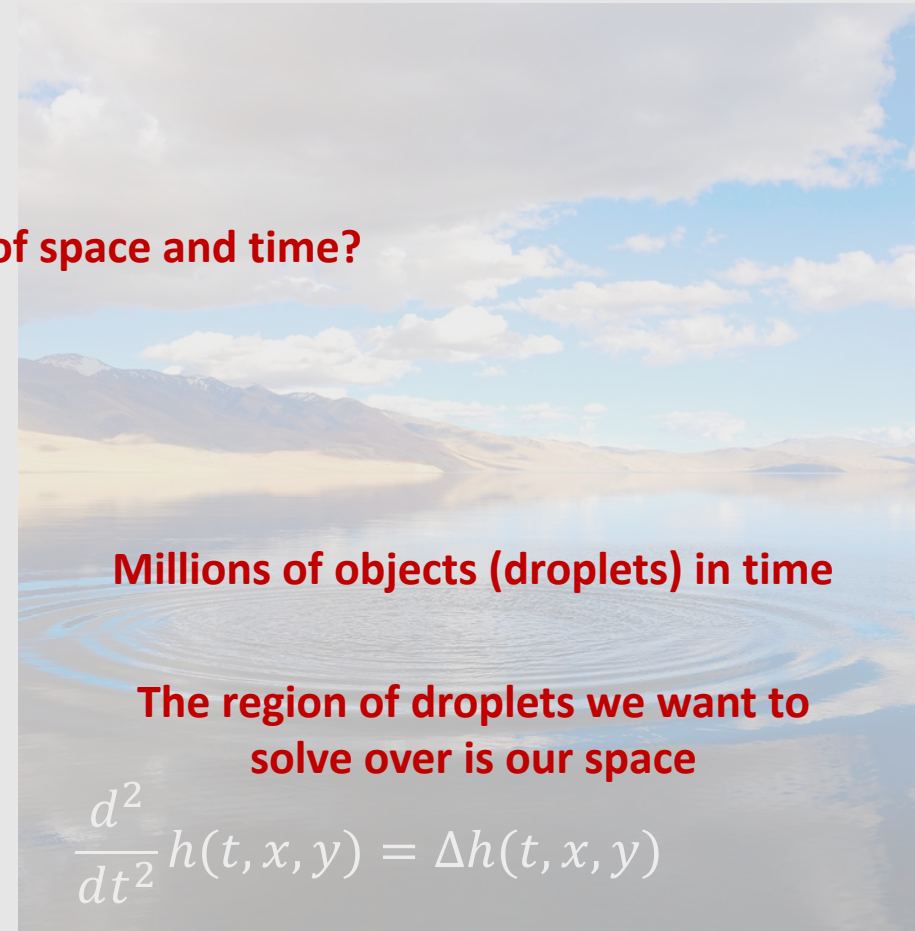 of space and time?
Millions of objects (droplets) in time
The region of droplets we want to
solve over is our space
d²/dt² h(t, x, y) = Δh(t, x, y)